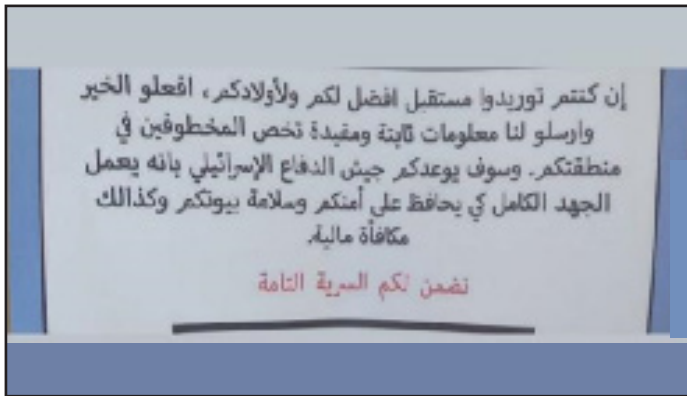 إن كنتم توريدوا مستقبل افضل لكم ولأولادكم، افعلو الخير
وارسلو لنا معلومات ثابتة ومفيدة تخص المخطوفين في
منطقتكم. وسوف يوعدكم جيش الدفاع الإسرائيلي بانه يعمل
الجهد الكامل كي يحافظ على أمنكم وسلامة بيوتكم وكذالك
مكافأة مالية.
نضمن لكم السرية التامة